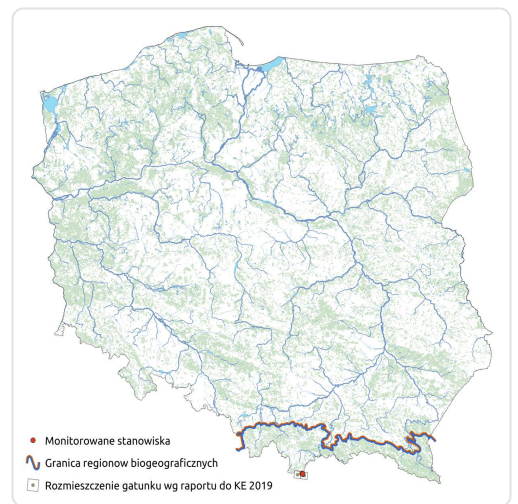 Monitorowane stanowiska
Granica regionow biogeograficznych
Rozmieszczenie gatunku wg raportu do KE 2019